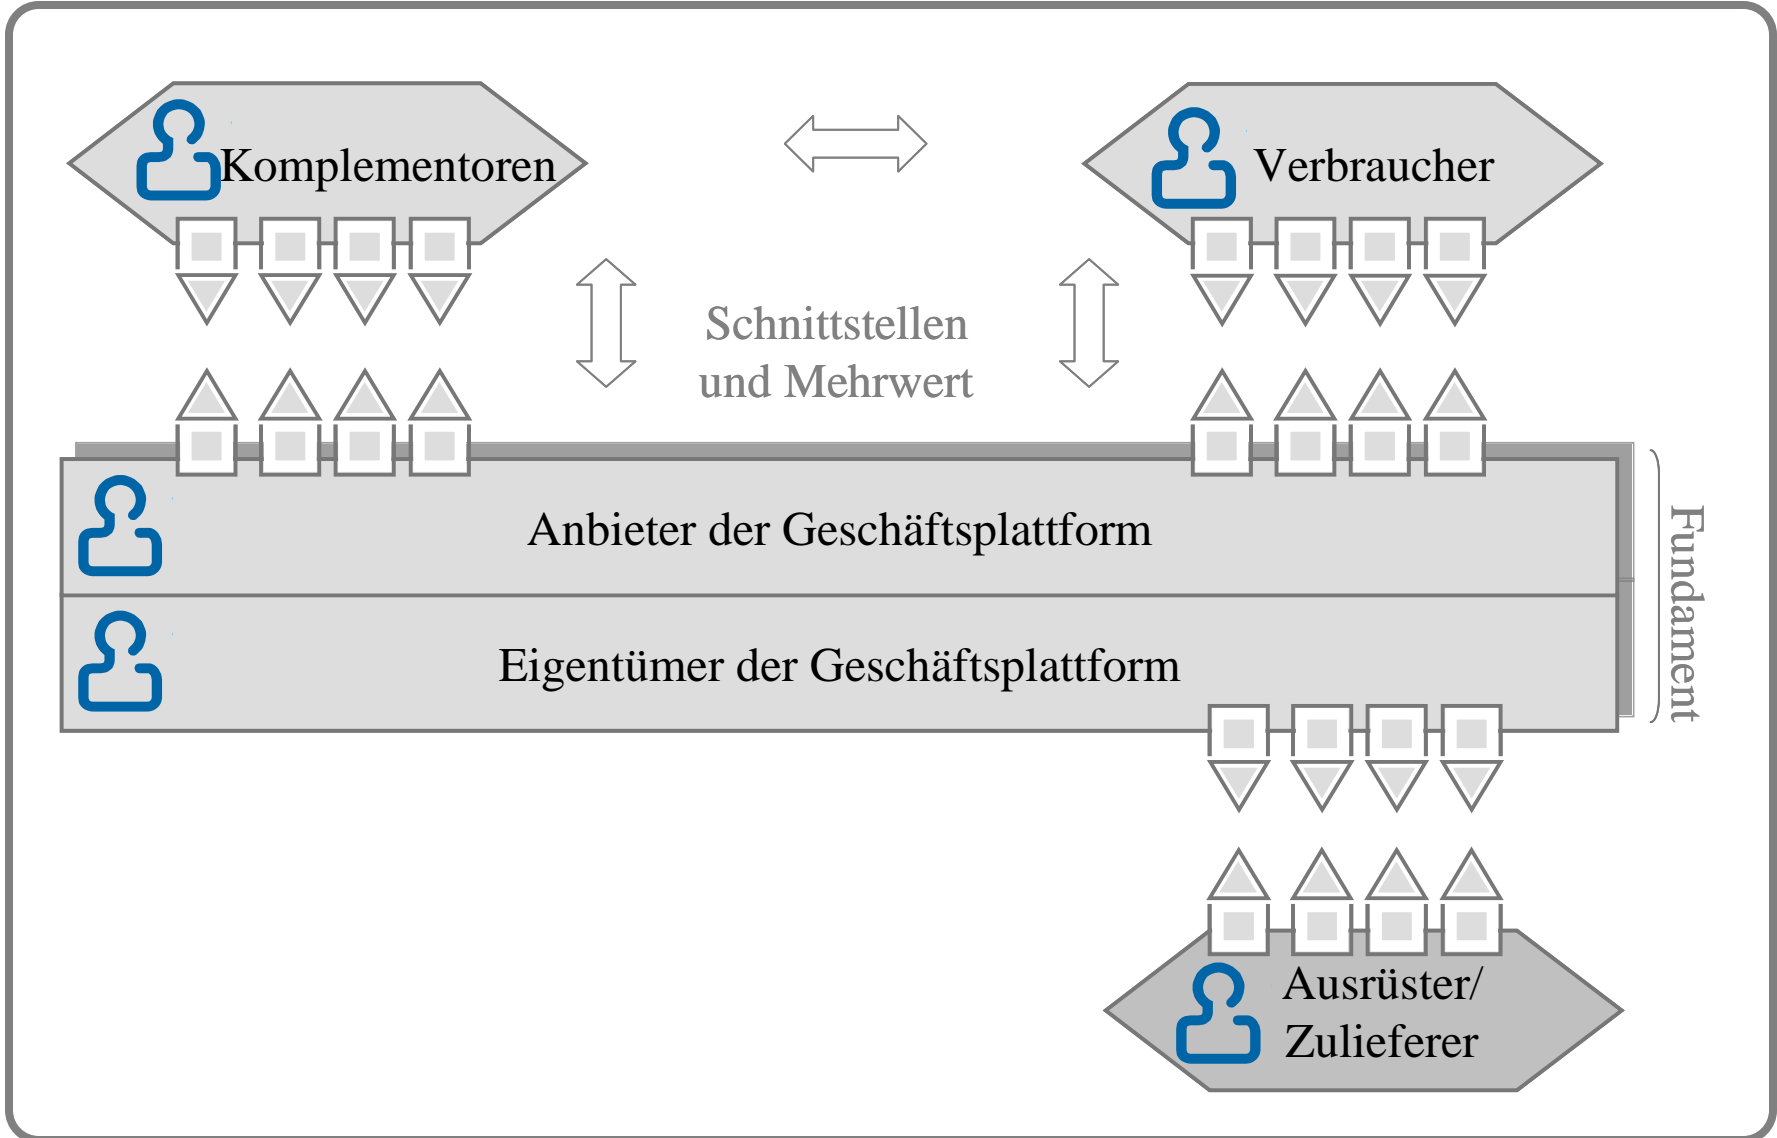 Komplementoren
Verbraucher
Schnittstellen
und Mehrwert
Anbieter der Geschäftsplattform
Eigentümer der Geschäftsplattform
Fundament
Ausrüster/
Zulieferer